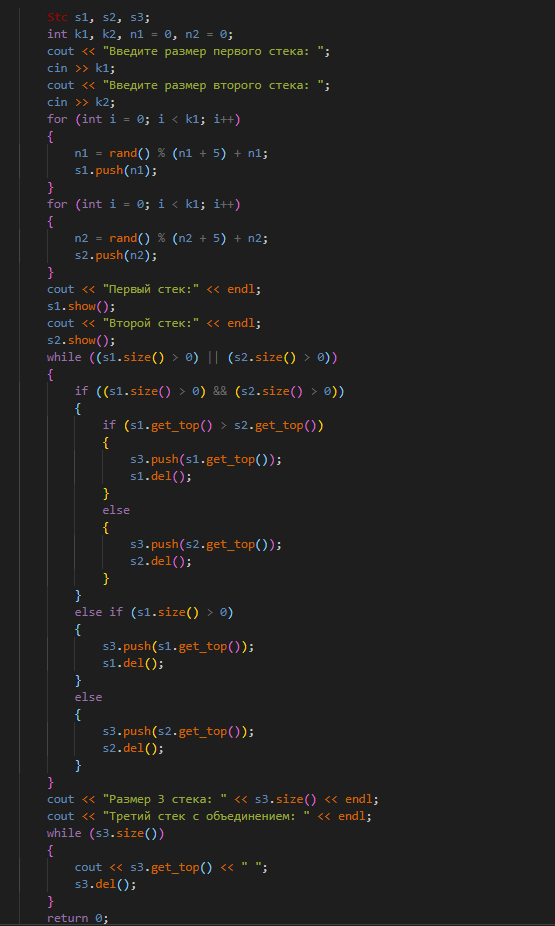 Stc s1, s2, s3;
int k1, k2, n1 = 0, n2 = 0;
cout << "Введите размер первого стека: ";
cin >> k1;
cout << "Введите размер второго стека: ";
cin >> k2;
for (int i = 0; i < k1; i++)
{
n1 = rand() % (n1 + 5) + n1;
s1.push(n1);
}
for (int i = 0; i < k1; i++)
{
n2 = rand() % (n2 + 5) + n2;
s2.push(n2);
}
cout << "Первый стек:" << endl;
s1.show();
cout << "Второй стек:" << endl;
s2.show();
while ((s1.size() > 0) || (s2.size() > 0))
{
if ((s1.size() > 0) && (s2.size() > 0))
{
if (s1.get_top() > s2.get_top())
{
s3.push(s1.get_top());
s1.del();
}
else
{
s3.push(s2.get_top());
s2.del();
}
}
else if (s1.size() > 0)
{
s3.push(s1.get_top());
s1.del();
}
else
{
s3.push(s2.get_top());
s2.del();
}
}
cout << "Размер 3 стека: " << s3.size() << endl;
cout << "Третий стек с объединением: " << endl;
while (s3.size())
{
cout << s3.get_top() << " ";
s3.del();
}
return 0;